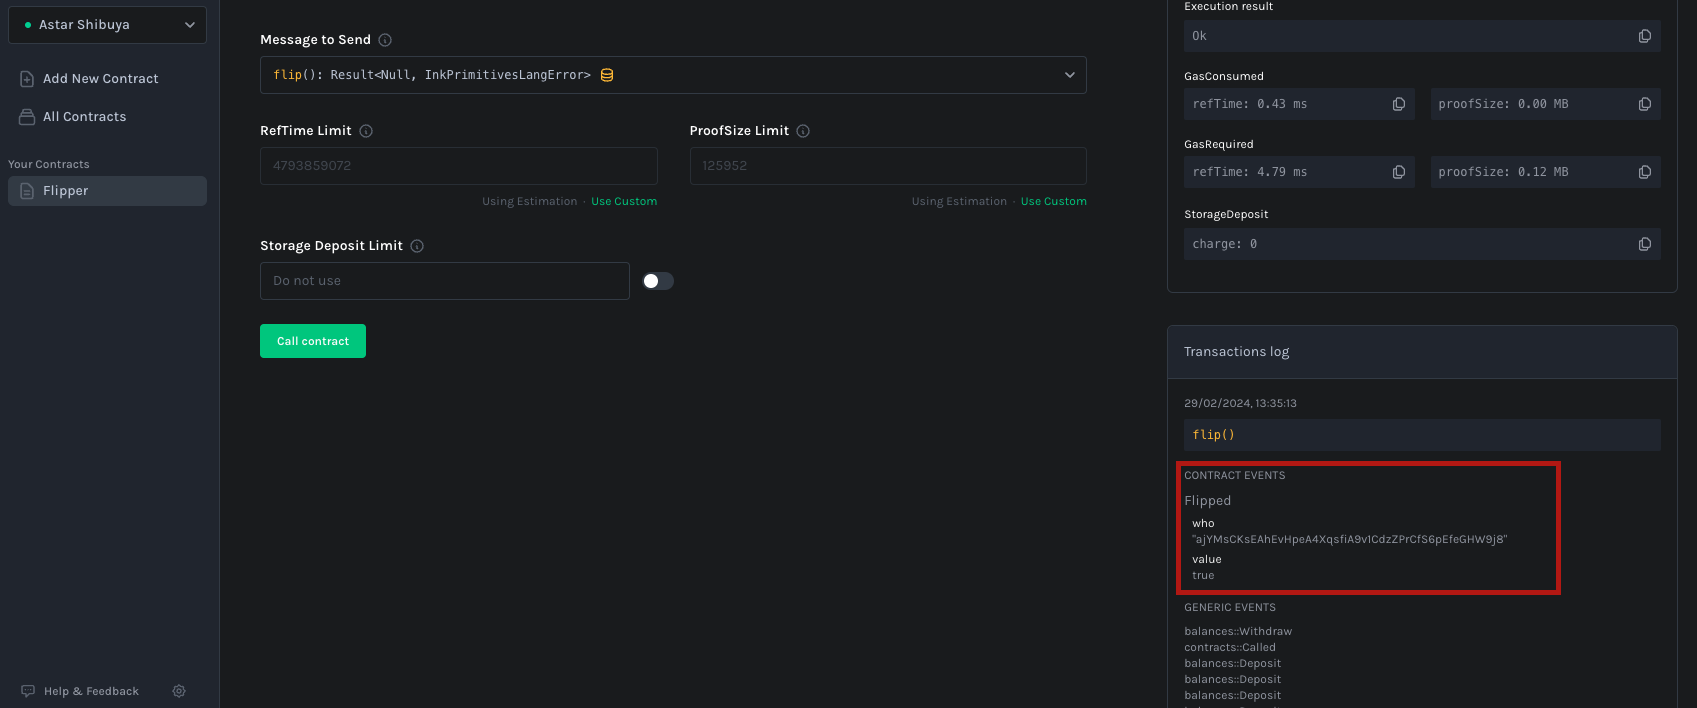 Astar Shibuya
Add New Contract
All Contracts
Your Contracts
Flipper
Help & Feedback
Message to Send
flip(): Result<Null, InkPrimitivesLangError>
RefTime Limit
4793859072
Using Estimation · Use Custom
ProofSize Limit
125952
Using Estimation · Use Custom
Storage Deposit Limit
Do not use
Call contract
Execution result
Ok
GasConsumed
refTime: 0.43 ms
proofSize: 0.00 MB
GasRequired
refTime: 4.79 ms
proofSize: 0.12 MB
StorageDeposit
charge: 0
Transactions log
29/02/2024, 13:35:13
flip()
CONTRACT EVENTS
Flipped
who
"ajYMsCKsEAhEvHpeA4XqsfiA9v1CdzZPrCfS6pEfeGHW9j8"
value
true
GENERIC EVENTS
balances::Withdraw
contracts::Called
balances::Deposit
balances::Deposit
balances::Deposit